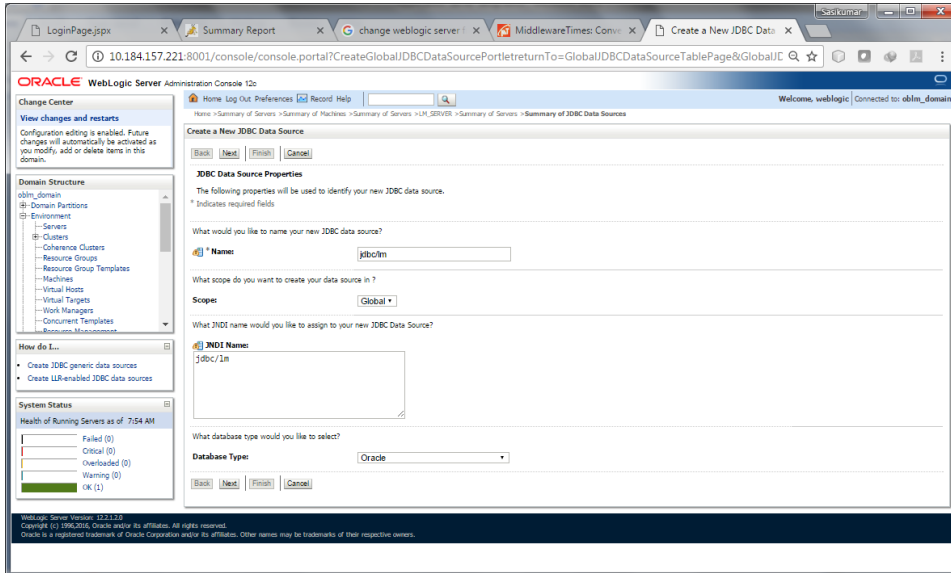 Sasikumar
LoginPage.jspx
Summary Report
change weblogic server
MiddlewareTimes: Conve
Create a New JDBC Data
10.184.157.221:8001/console/console.portal?CreateGlobalJDBCDataSourcePortletreturnTo=GlobalJDBCDataSourceTablePage&GlobalJD
ORACLE WebLogic Server Administration Console 12c
Change Center
View changes and restarts
Configuration editing is enabled. Future
changes will automatically be activated as
you modify, add or delete items in this
domain.
Domain Structure
oblm_domain
Domain Partitions
Environment
Servers
Clusters
Coherence Clusters
Resource Groups
Resource Group Templates
Machines
Virtual Hosts
Virtual Targets
Work Managers
Concurrent Templates
Resource Management
How do I...
Create JDBC generic data sources
Create LLR-enabled JDBC data sources
System Status
Health of Running Servers as of 7:54 AM
Failed (0)
Critical (0)
Overloaded (0)
Warning (0)
OK (1)
Home Log Out Preferences Record Help
Welcome, weblogic Connected to: oblm_domain
Home >Summary of Servers >Summary of Machines >Summary of Servers >LM_SERVER >Summary of Servers >Summary of JDBC Data Sources
Create a New JDBC Data Source
Back Next Finish Cancel
JDBC Data Source Properties
The following properties will be used to identify your new JDBC data source.
* Indicates required fields
What would you like to name your new JDBC data source?
* Name: jdbc/lm
What scope do you want to create your data source in ?
Scope: Global
What JNDI name would you like to assign to your new JDBC Data Source?
JNDI Name:
jdbc/lm
What database type would you like to select?
Database Type: Oracle
Back Next Finish Cancel
WebLogic Server Version: 12.2.1.2.0
Copyright (c) 1996,2016, Oracle and/or its affiliates. All rights reserved.
Oracle is a registered trademark of Oracle Corporation and/or its affiliates. Other names may be trademarks of their respective owners.